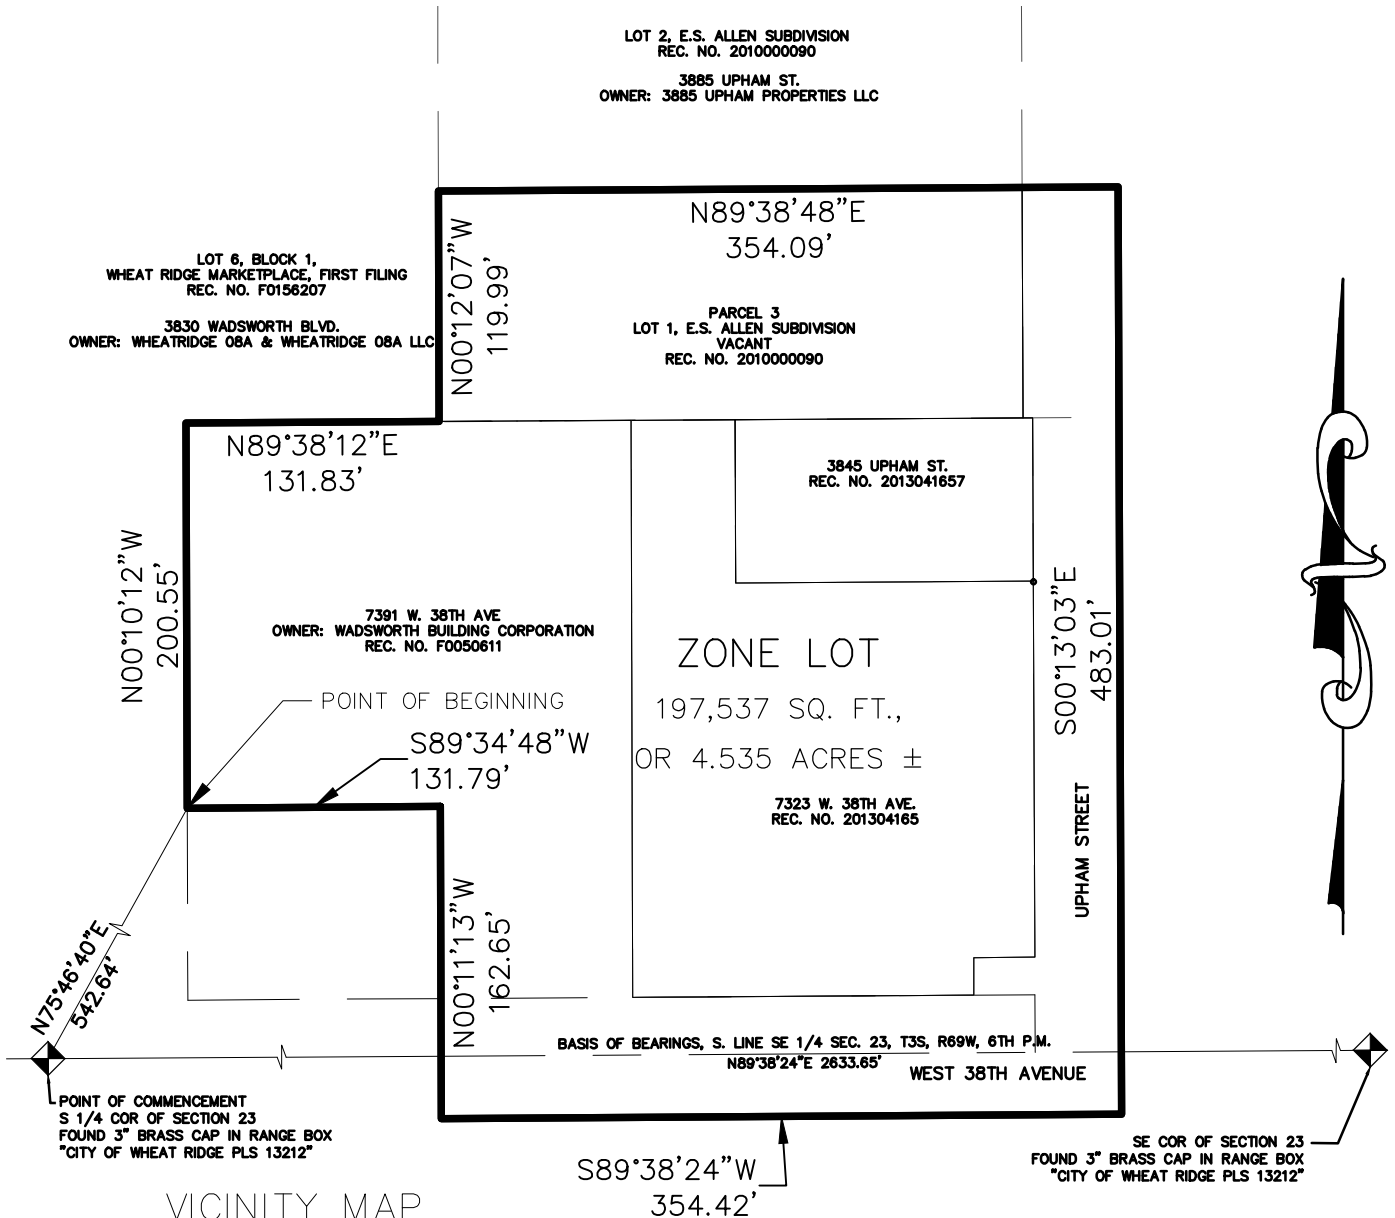 LOT 2, E.S. ALLEN SUBDIVISION
REC. NO. 2010000090
3885 UPHAM ST.
OWNER: 3885 UPHAM PROPERTIES LLC
N89°38'48"E
354.09'
N00°12'07"W
119.99'
LOT 6, BLOCK 1,
WHEAT RIDGE MARKETPLACE, FIRST FILING
REC. NO. F0156207
3830 WADSWORTH BLVD.
OWNER: WHEATRIDGE 08A & WHEATRIDGE 08A LLC
PARCEL 3
LOT 1, E.S. ALLEN SUBDIVISION
VACANT
REC. NO. 2010000090
N89°38'12"E
131.83'
3845 UPHAM ST.
REC. NO. 2013041657
N00°10'12"W
200.55'
7391 W. 38TH AVE
OWNER: WADSWORTH BUILDING CORPORATION
REC. NO. F0050611
S00°13'03"E
483.01'
ZONE LOT
197,537 SQ. FT.,
OR 4.535 ACRES ±
POINT OF BEGINNING
S89°34'48"W
131.79'
7323 W. 38TH AVE.
REC. NO. 201304165
UPHAM STREET
N75°46'40"E
542.64'
N00°11'13"W
162.65'
BASIS OF BEARINGS, S. LINE SE 1/4 SEC. 23, T3S, R69W, 6TH P.M.
N89°38'24"E 2633.65'
WEST 38TH AVENUE
POINT OF COMMENCEMENT
S 1/4 COR OF SECTION 23
FOUND 3" BRASS CAP IN RANGE BOX
"CITY OF WHEAT RIDGE PLS 13212"
SE COR OF SECTION 23
FOUND 3" BRASS CAP IN RANGE BOX
"CITY OF WHEAT RIDGE PLS 13212"
S89°38'24"W
354.42'
VICINITY MAP